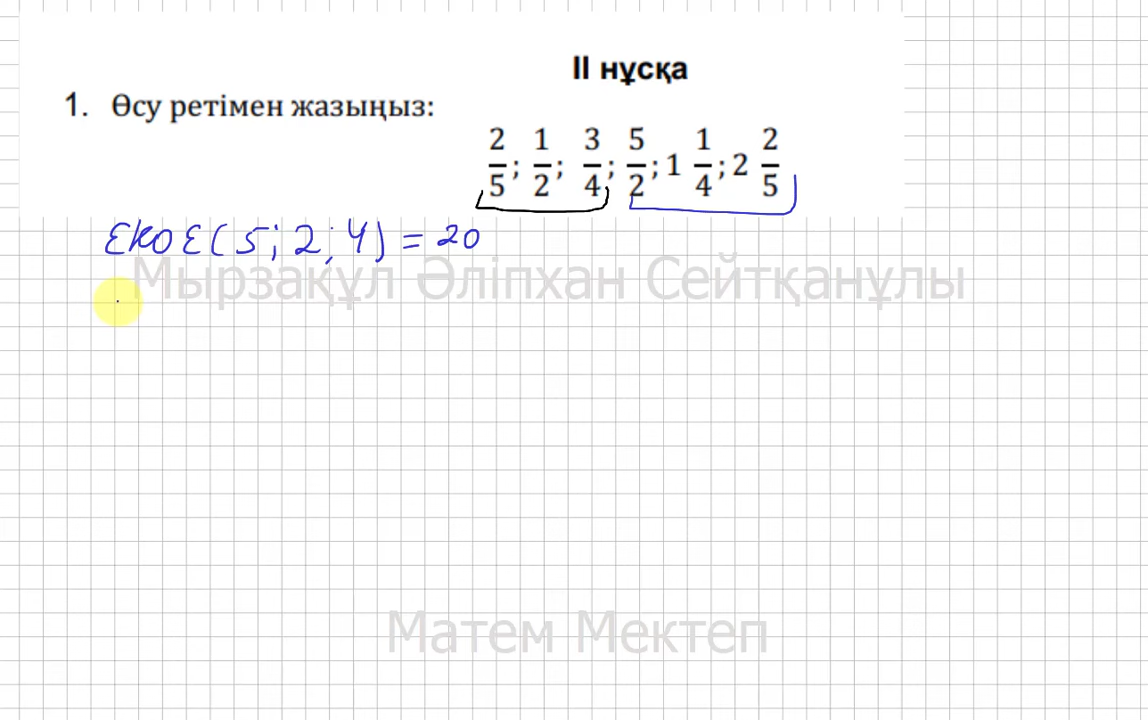 II нұсқа
1. Өсу ретімен жазыңыз:
2/5; 1/2; 3/4; 5/2; 1 1/4; 2 2/5
ЕКОЕ(5; 2; 4) = 20
Мырзақұл Әліпхан Сейтқанұлы
Матем Мектеп